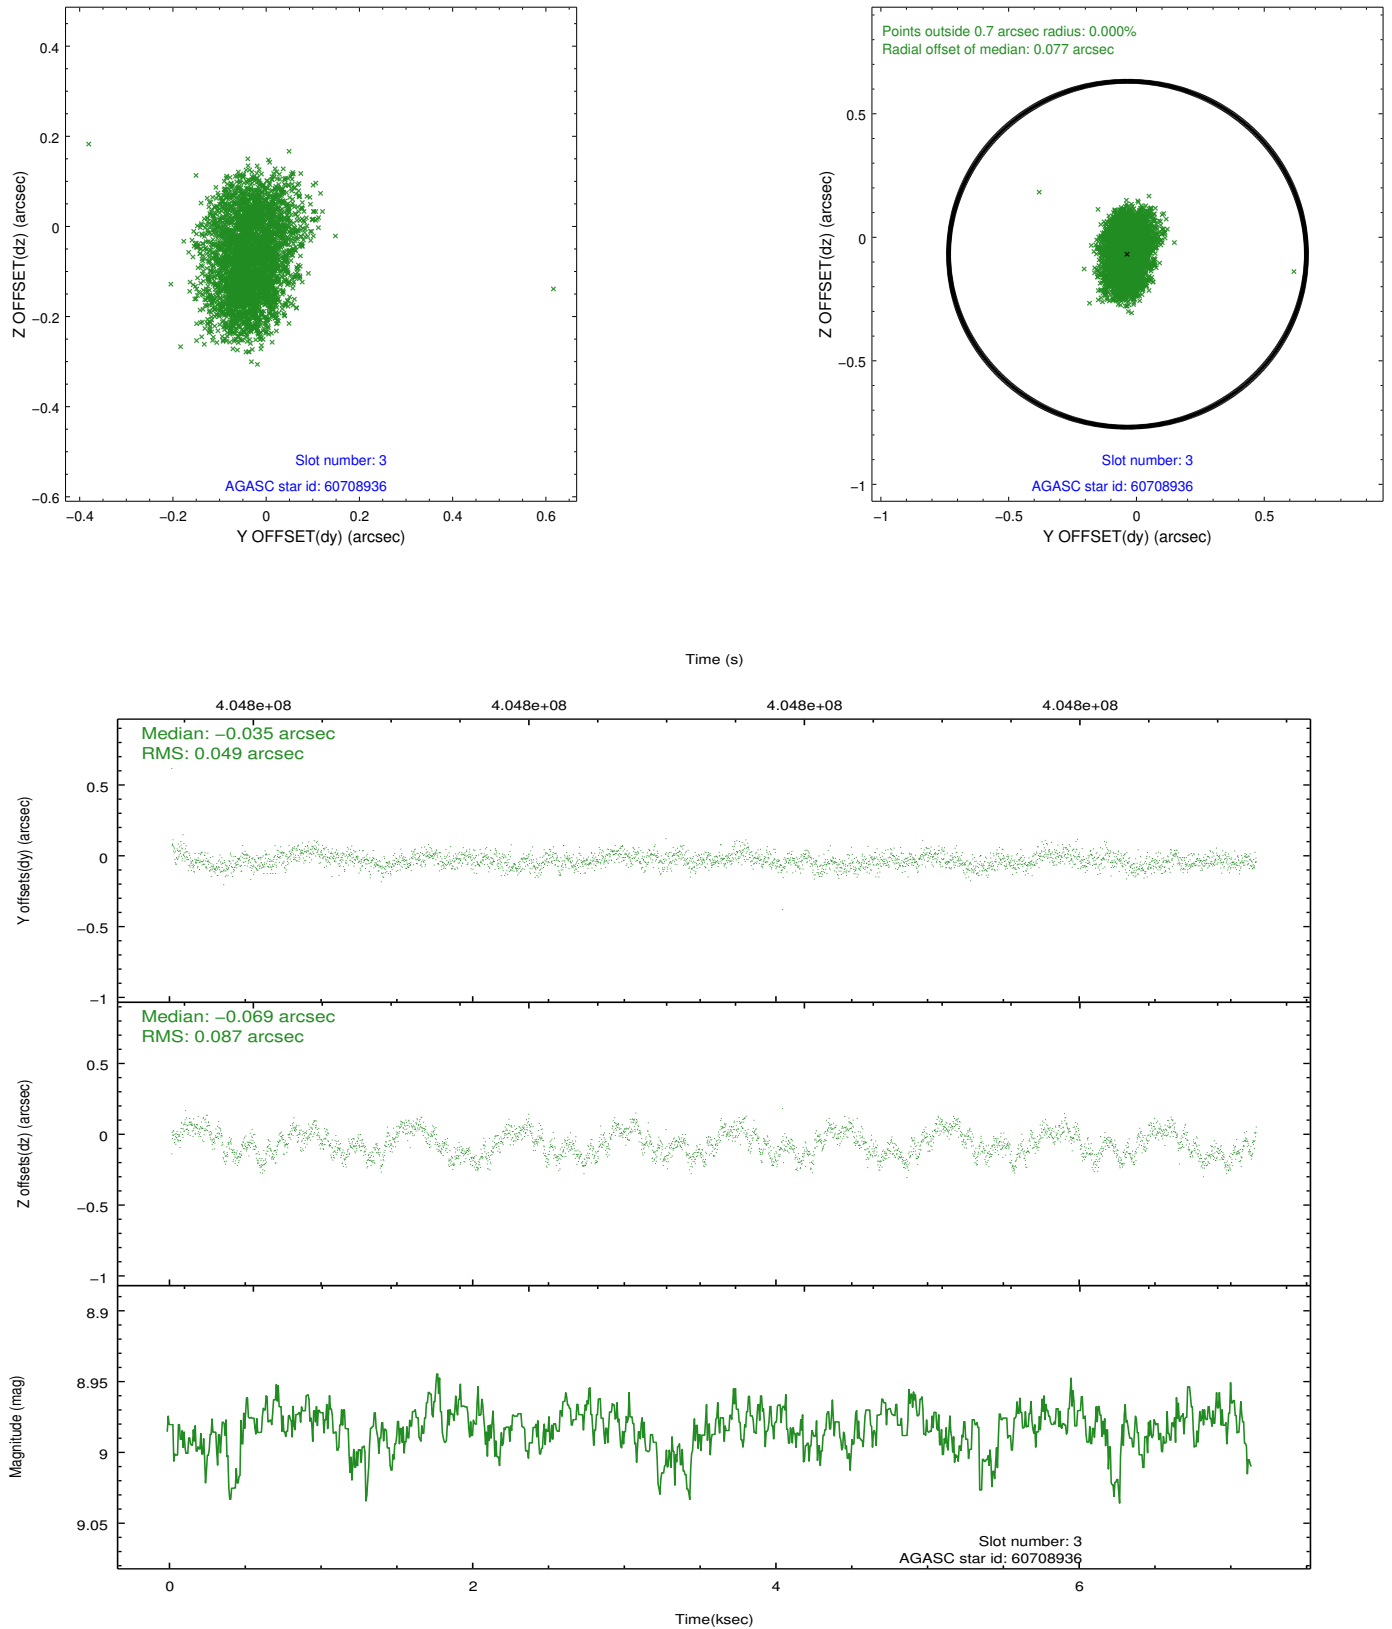 0.4
0.2
0
−0.2
−0.4
−0.6
Z OFFSET(dz) (arcsec)
Slot number: 3
AGASC star id: 60708936
−0.4
−0.2
0
0.2
0.4
0.6
Y OFFSET(dy) (arcsec)
Points outside 0.7 arcsec radius: 0.000%
Radial offset of median: 0.077 arcsec
0.5
0
−0.5
−1
Z OFFSET(dz) (arcsec)
Slot number: 3
AGASC star id: 60708936
−1
−0.5
0
0.5
Y OFFSET(dy) (arcsec)
Time (s)
4.048e+08
4.048e+08
4.048e+08
4.048e+08
Median: −0.035 arcsec
RMS: 0.049 arcsec
0.5
0
−0.5
−1
Y offsets(dy) (arcsec)
Median: −0.069 arcsec
RMS: 0.087 arcsec
0.5
0
−0.5
−1
Z offsets(dz) (arcsec)
8.9
8.95
9
9.05
Magnitude (mag)
Slot number: 3
AGASC star id: 60708936
0
2
4
6
Time(ksec)